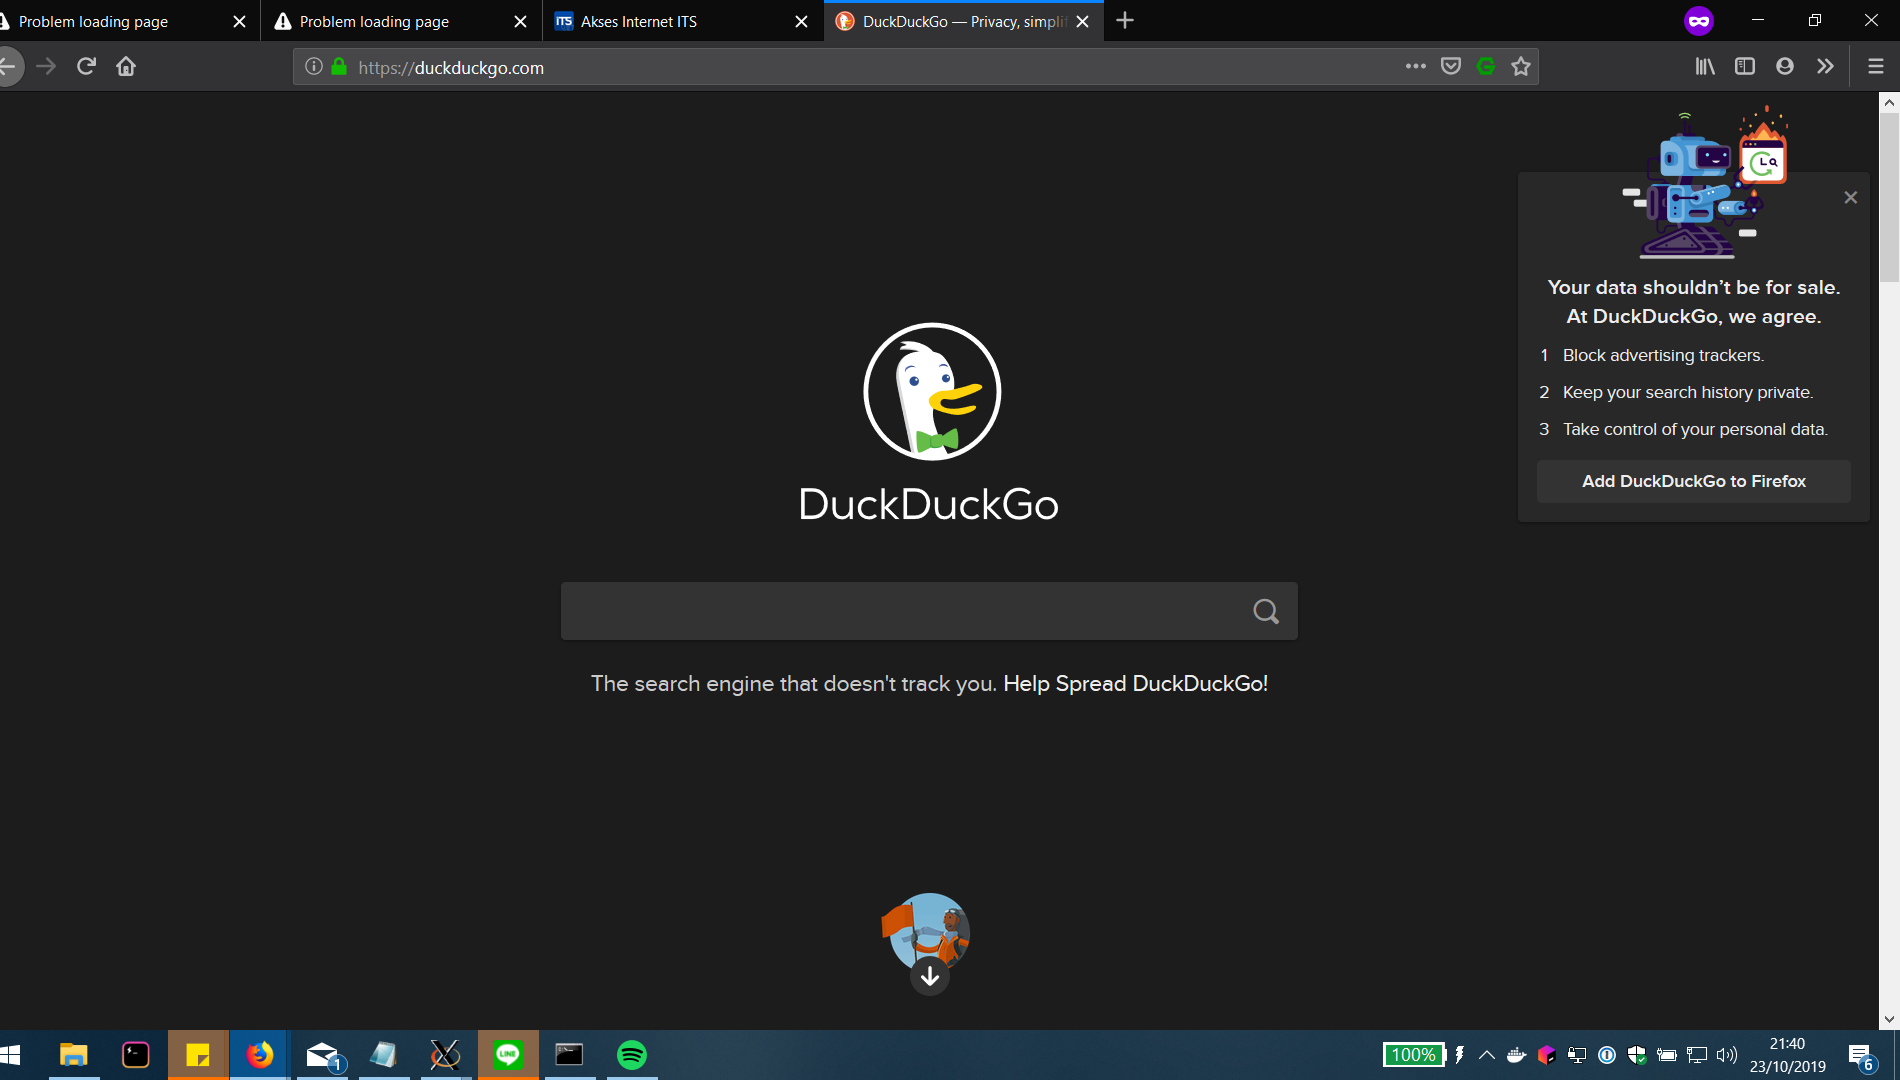 Problem loading page
Problem loading page
ITS Akses Internet ITS
DuckDuckGo — Privacy, simplif
https://duckduckgo.com
Your data shouldn’t be for sale.
At DuckDuckGo, we agree.
1 Block advertising trackers.
2 Keep your search history private.
3 Take control of your personal data.
Add DuckDuckGo to Firefox
DuckDuckGo
The search engine that doesn't track you. Help Spread DuckDuckGo!
1
LINE
100%
21:40
23/10/2019
6